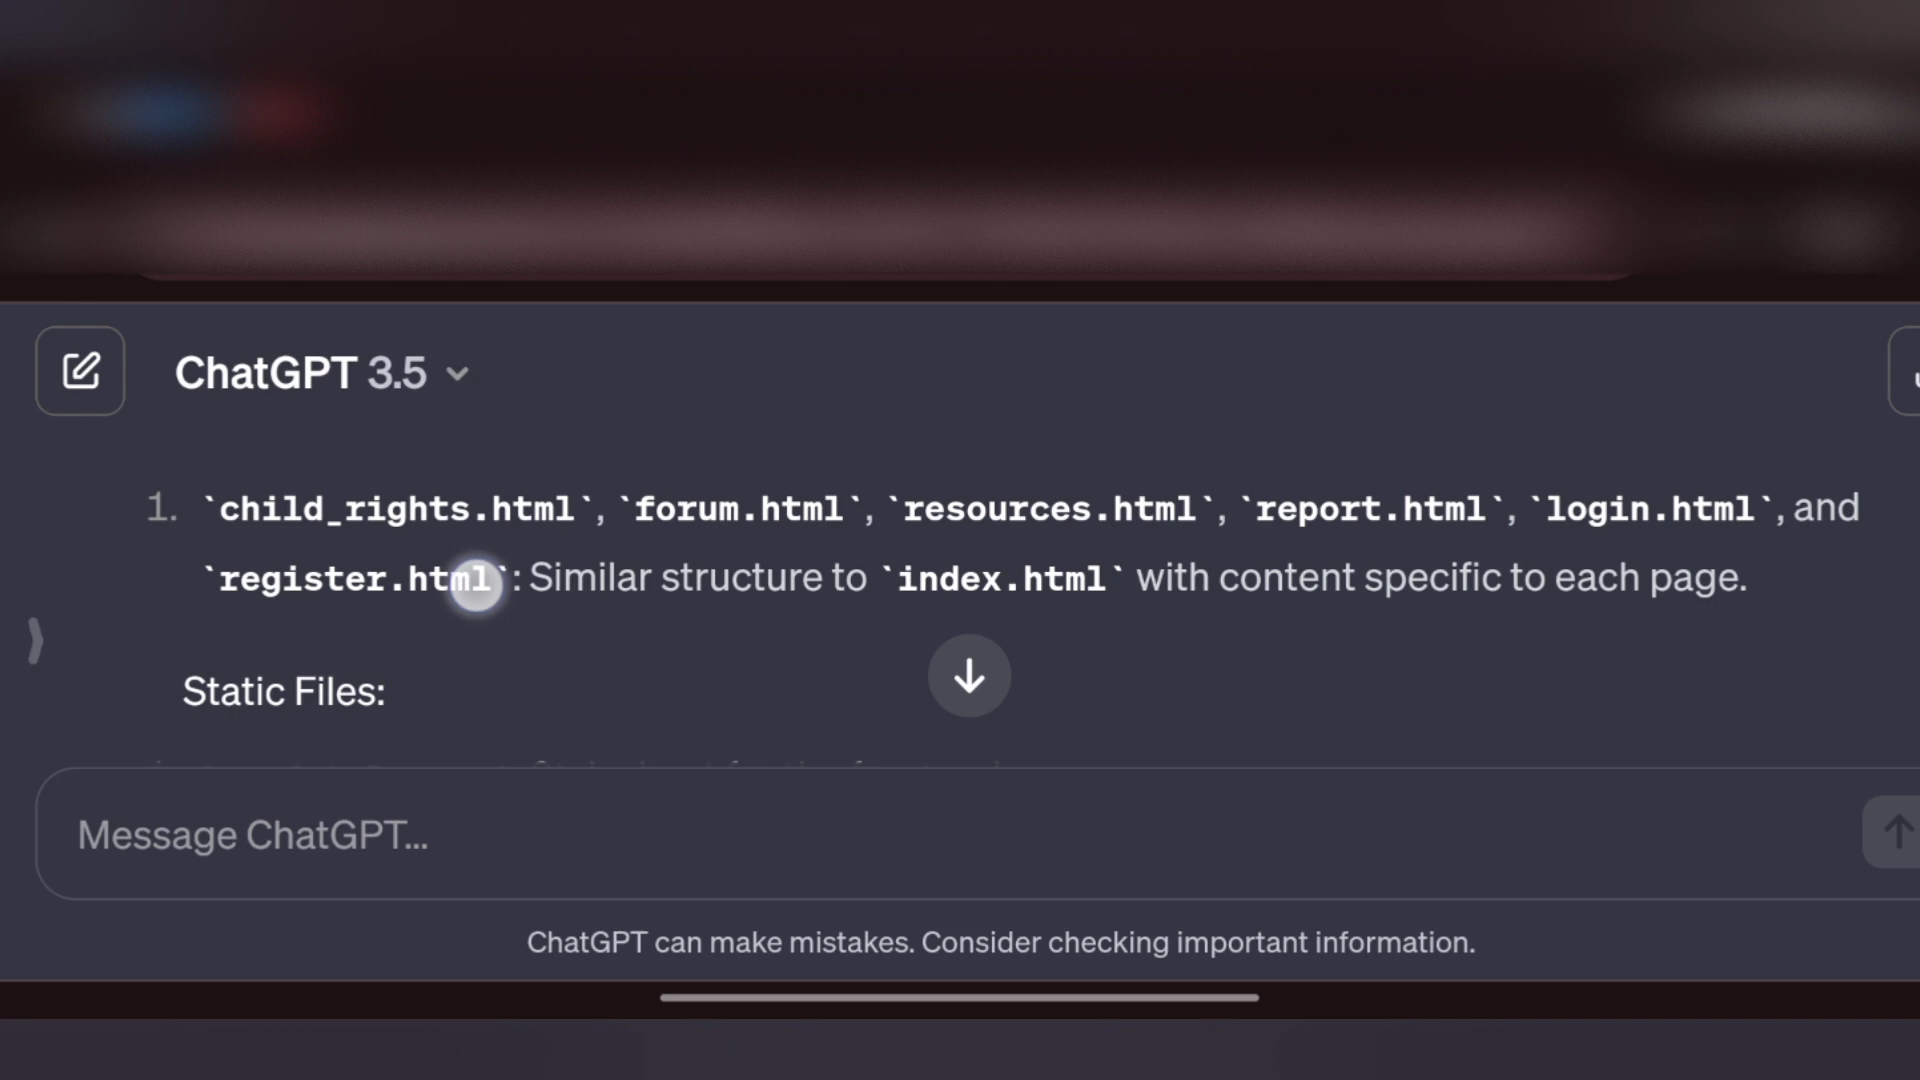 ChatGPT 3.5
1. `child_rights.html`, `forum.html`, `resources.html`, `report.html`, `login.html`, and
`register.html`: Similar structure to `index.html` with content specific to each page.
Static Files:
Message ChatGPT...
ChatGPT can make mistakes. Consider checking important information.